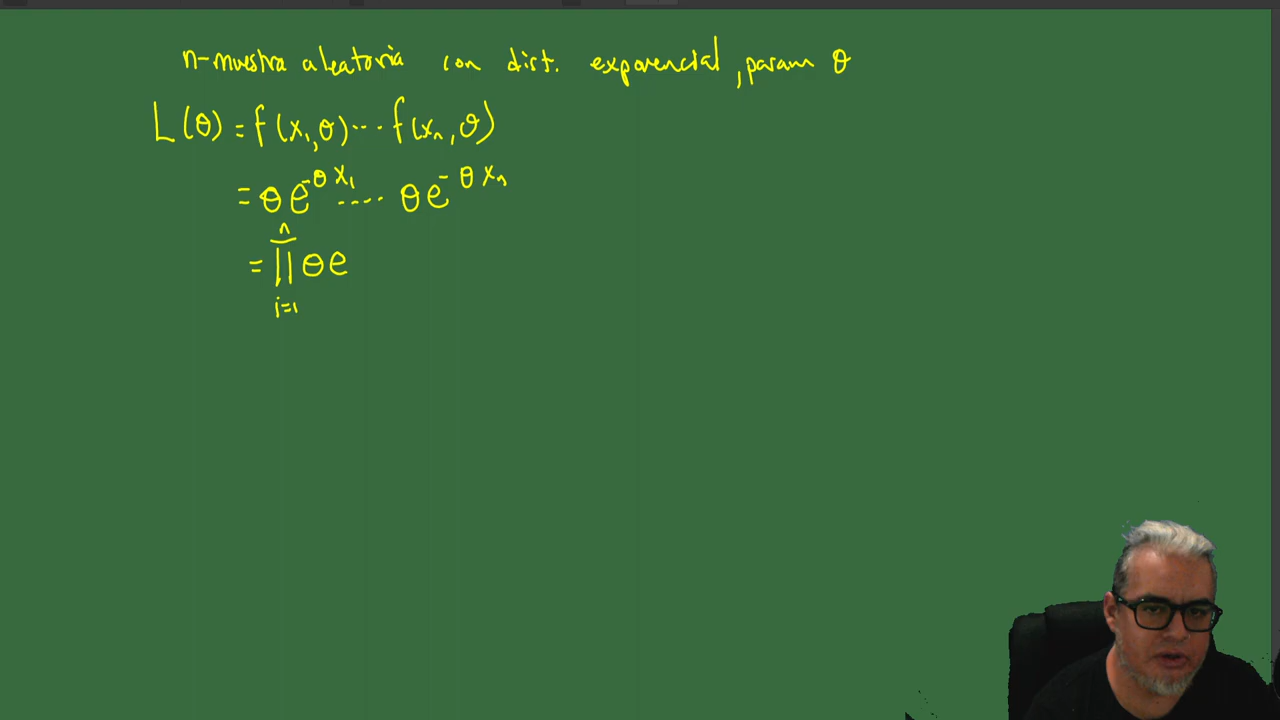 n-muestra aleatoria con dist. exponencial, param θ
L(θ) = f(x₁,θ)···f(xₙ,θ)
= θe^{-θx₁} ····· θe^{-θxₙ}
= ∏_{i=1}^{n} θe